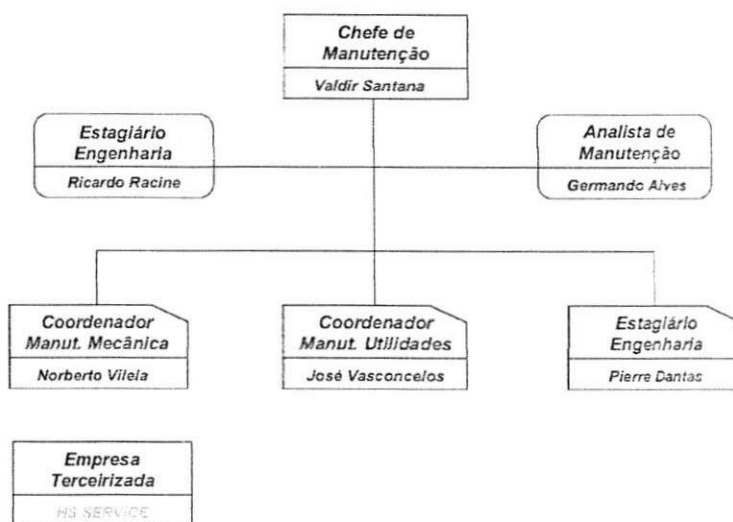 Chefe de
Manutenção
Valdir Santana
Estagiário
Engenharia
Ricardo Racine
Analista de
Manutenção
Germando Alves
Coordenador
Manut. Mecânica
Norberto Vilela
Coordenador
Manut. Utilidades
José Vasconcelos
Estagiário
Engenharia
Pierre Dantas
Empresa
Terceirizada
HS SERVICE